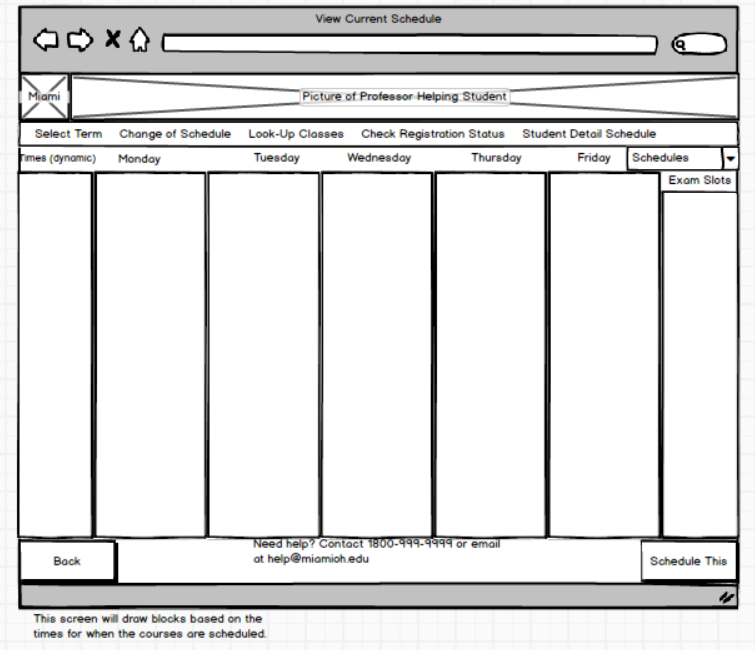 View Current Schedule
Miami
Picture of Professor Helping Student
Select Term Change of Schedule Look-Up Classes Check Registration Status Student Detail Schedule
Times (dynamic) Monday Tuesday Wednesday Thursday Friday Schedules
Exam Slots
Need help? Contact 1800-999-9999 or email
at help@miamioh.edu
Back
Schedule This
This screen will draw blocks based on the
times for when the courses are scheduled.